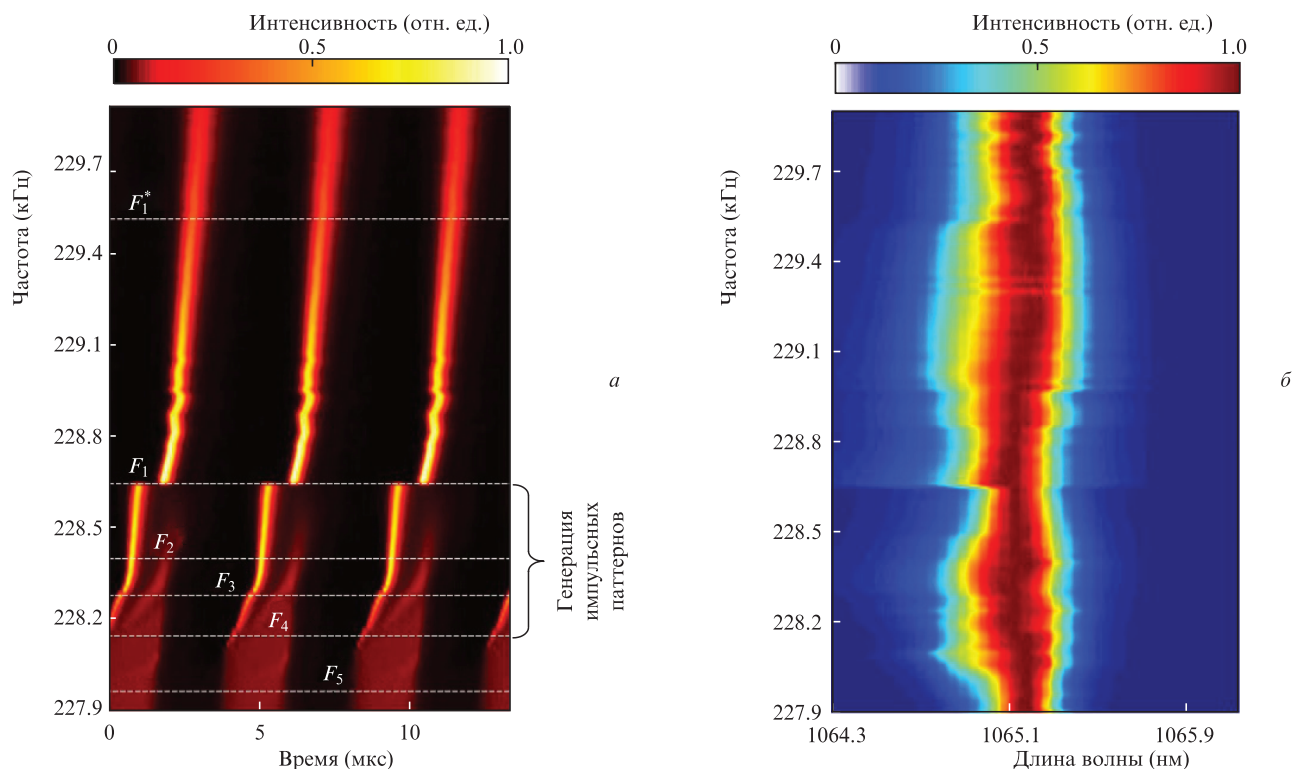 Интенсивность (отн. ед.)
0 0.5 1.0
Частота (кГц)
229.7
229.4
229.1
228.8
228.5
228.2
227.9
F₁*
F₁
F₂
F₃
F₄
F₅
0 5 10
Время (мкс)
Генерация
импульсных
паттернов
а
Интенсивность (отн. ед.)
0 0.5 1.0
Частота (кГц)
229.7
229.4
229.1
228.8
228.5
228.2
227.9
1064.3 1065.1 1065.9
Длина волны (нм)
б